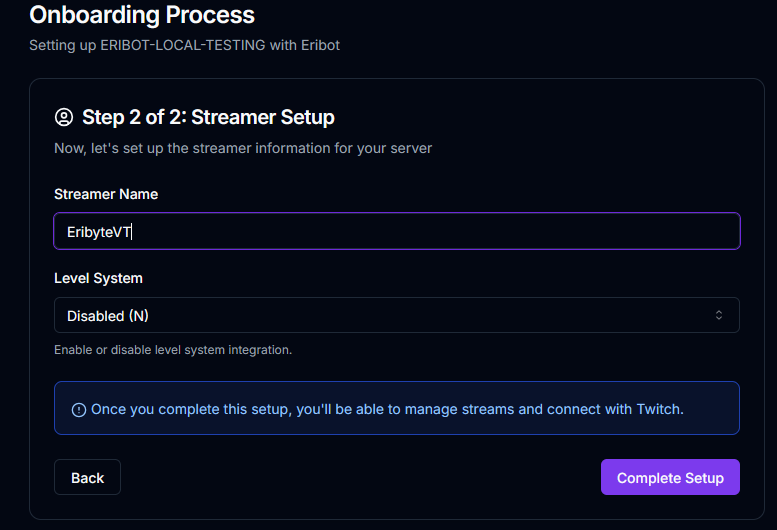 Onboarding Process
Setting up ERIBOT-LOCAL-TESTING with Eribot
Step 2 of 2: Streamer Setup
Now, let's set up the streamer information for your server
Streamer Name
EribyteVT
Level System
Disabled (N)
Enable or disable level system integration.
Once you complete this setup, you'll be able to manage streams and connect with Twitch.
Back
Complete Setup